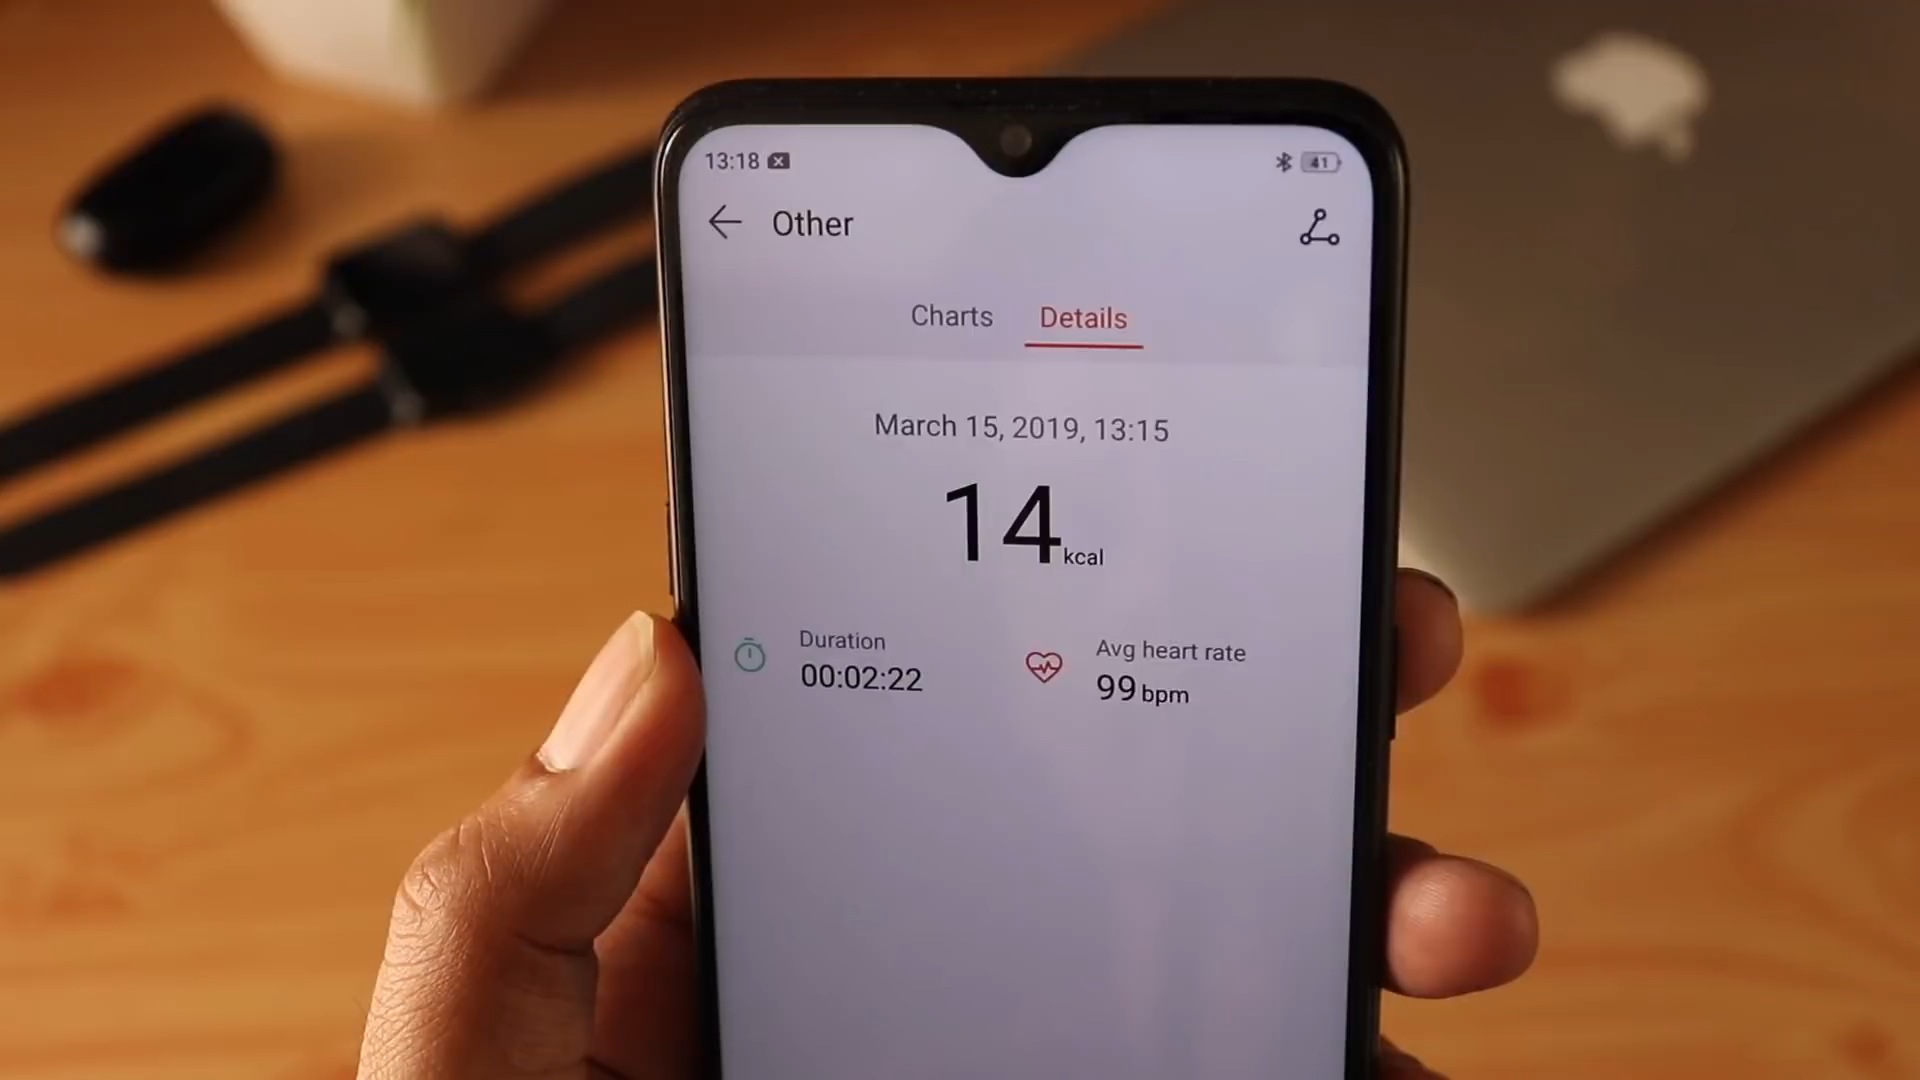 13:18
41
Other
Charts Details
March 15, 2019, 13:15
14 kcal
Duration
00:02:22
Avg heart rate
99 bpm